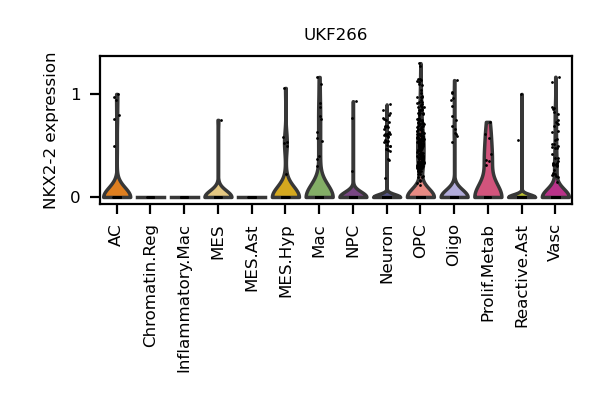 UKF266
NKX2-2 expression
1
0
AC
Chromatin.Reg
Inflammatory.Mac
MES
MES.Ast
MES.Hyp
Mac
NPC
Neuron
OPC
Oligo
Prolif.Metab
Reactive.Ast
Vasc